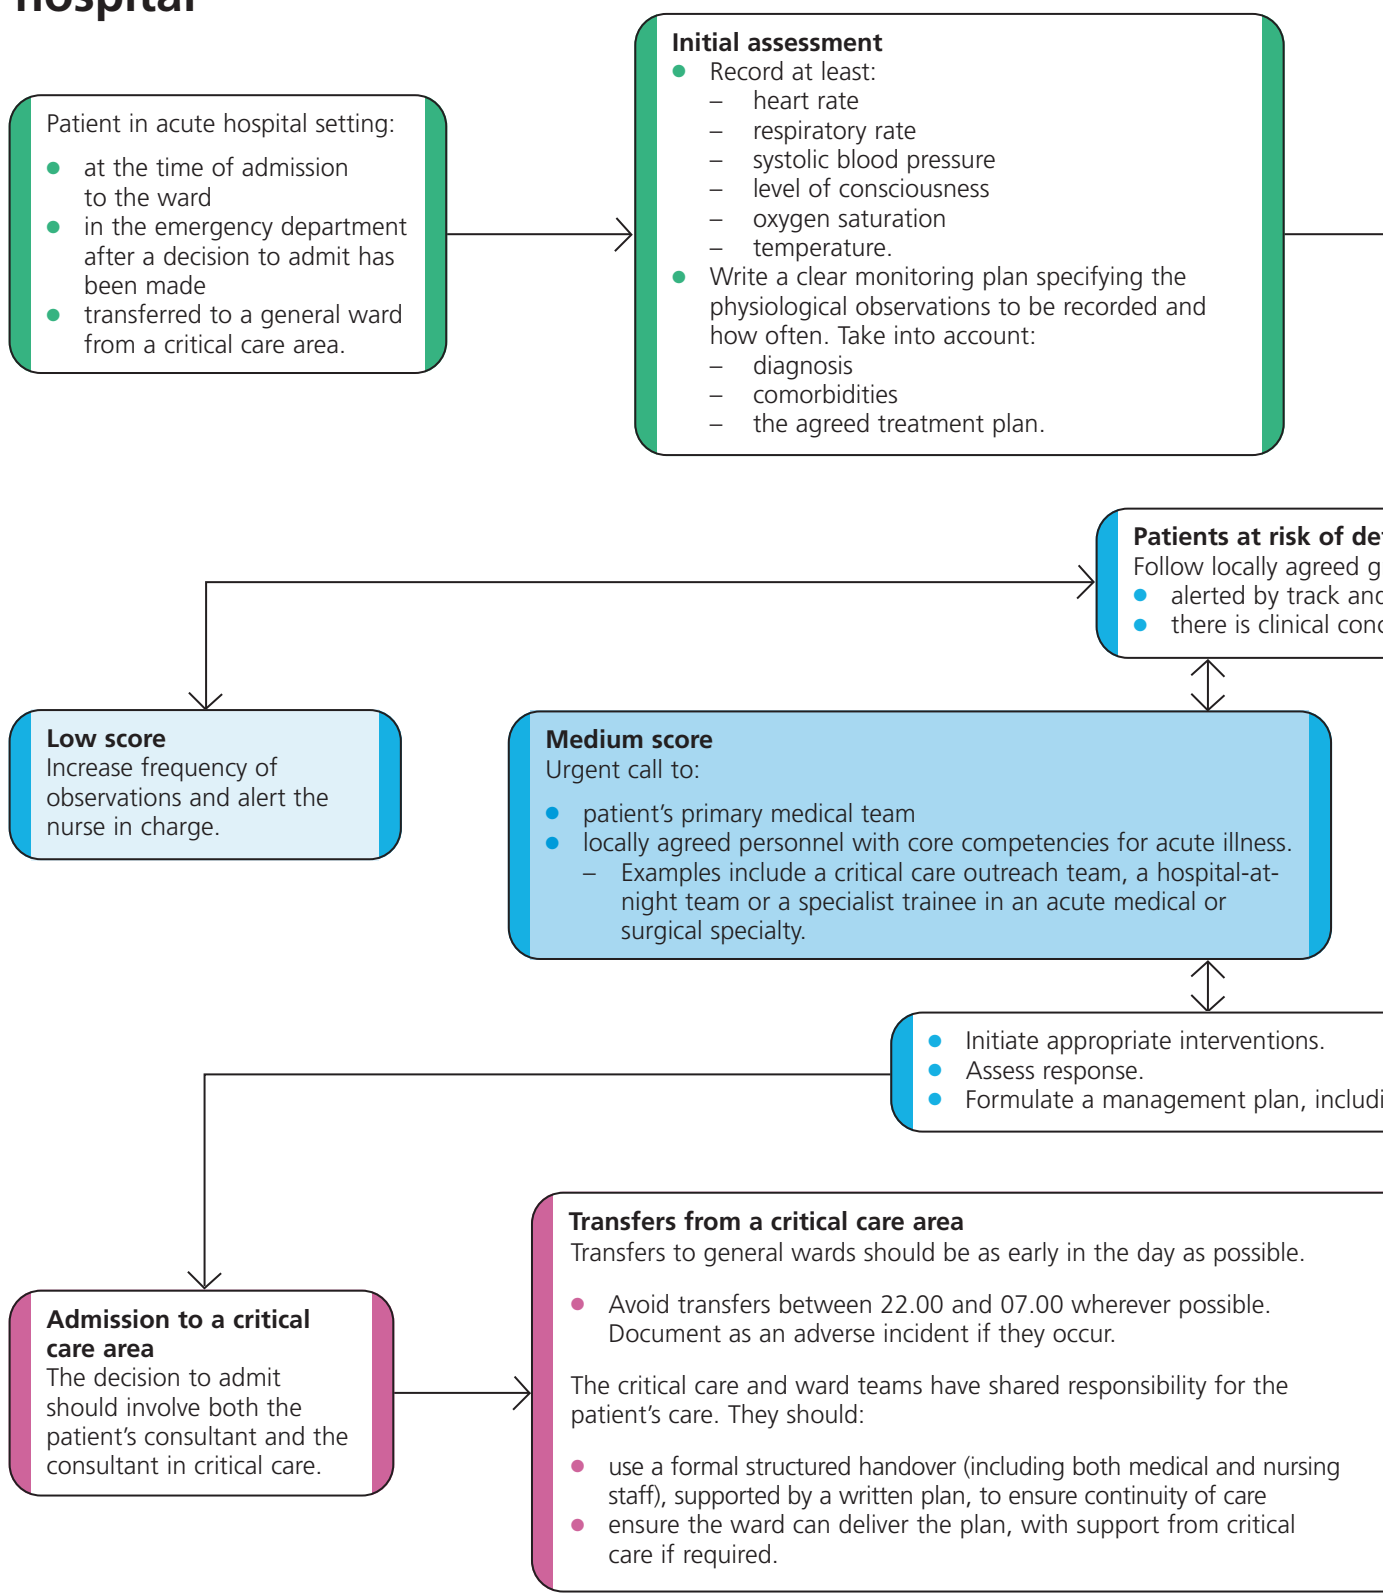 hospital
Patient in acute hospital setting:
● at the time of admission
to the ward
● in the emergency department
after a decision to admit has
been made
● transferred to a general ward
from a critical care area.
Initial assessment
● Record at least:
– heart rate
– respiratory rate
– systolic blood pressure
– level of consciousness
– oxygen saturation
– temperature.
● Write a clear monitoring plan specifying the
physiological observations to be recorded and
how often. Take into account:
– diagnosis
– comorbidities
– the agreed treatment plan.
Patients at risk of
Follow locally agreed
● alerted by track and
● there is clinical
Low score
Increase frequency of
observations and alert the
nurse in charge.
Medium score
Urgent call to:
● patient’s primary medical team
● locally agreed personnel with core competencies for acute illness.
– Examples include a critical care outreach team, a hospital-at-
night team or a specialist trainee in an acute medical or
surgical specialty.
● Initiate appropriate interventions.
● Assess response.
● Formulate a management plan,
Admission to a critical
care area
The decision to admit
should involve both the
patient’s consultant and the
consultant in critical care.
Transfers from a critical care area
Transfers to general wards should be as early in the day as possible.
● Avoid transfers between 22.00 and 07.00 wherever possible.
Document as an adverse incident if they occur.
The critical care and ward teams have shared responsibility for the
patient’s care. They should:
● use a formal structured handover (including both medical and nursing
staff), supported by a written plan, to ensure continuity of care
● ensure the ward can deliver the plan, with support from critical
care if required.